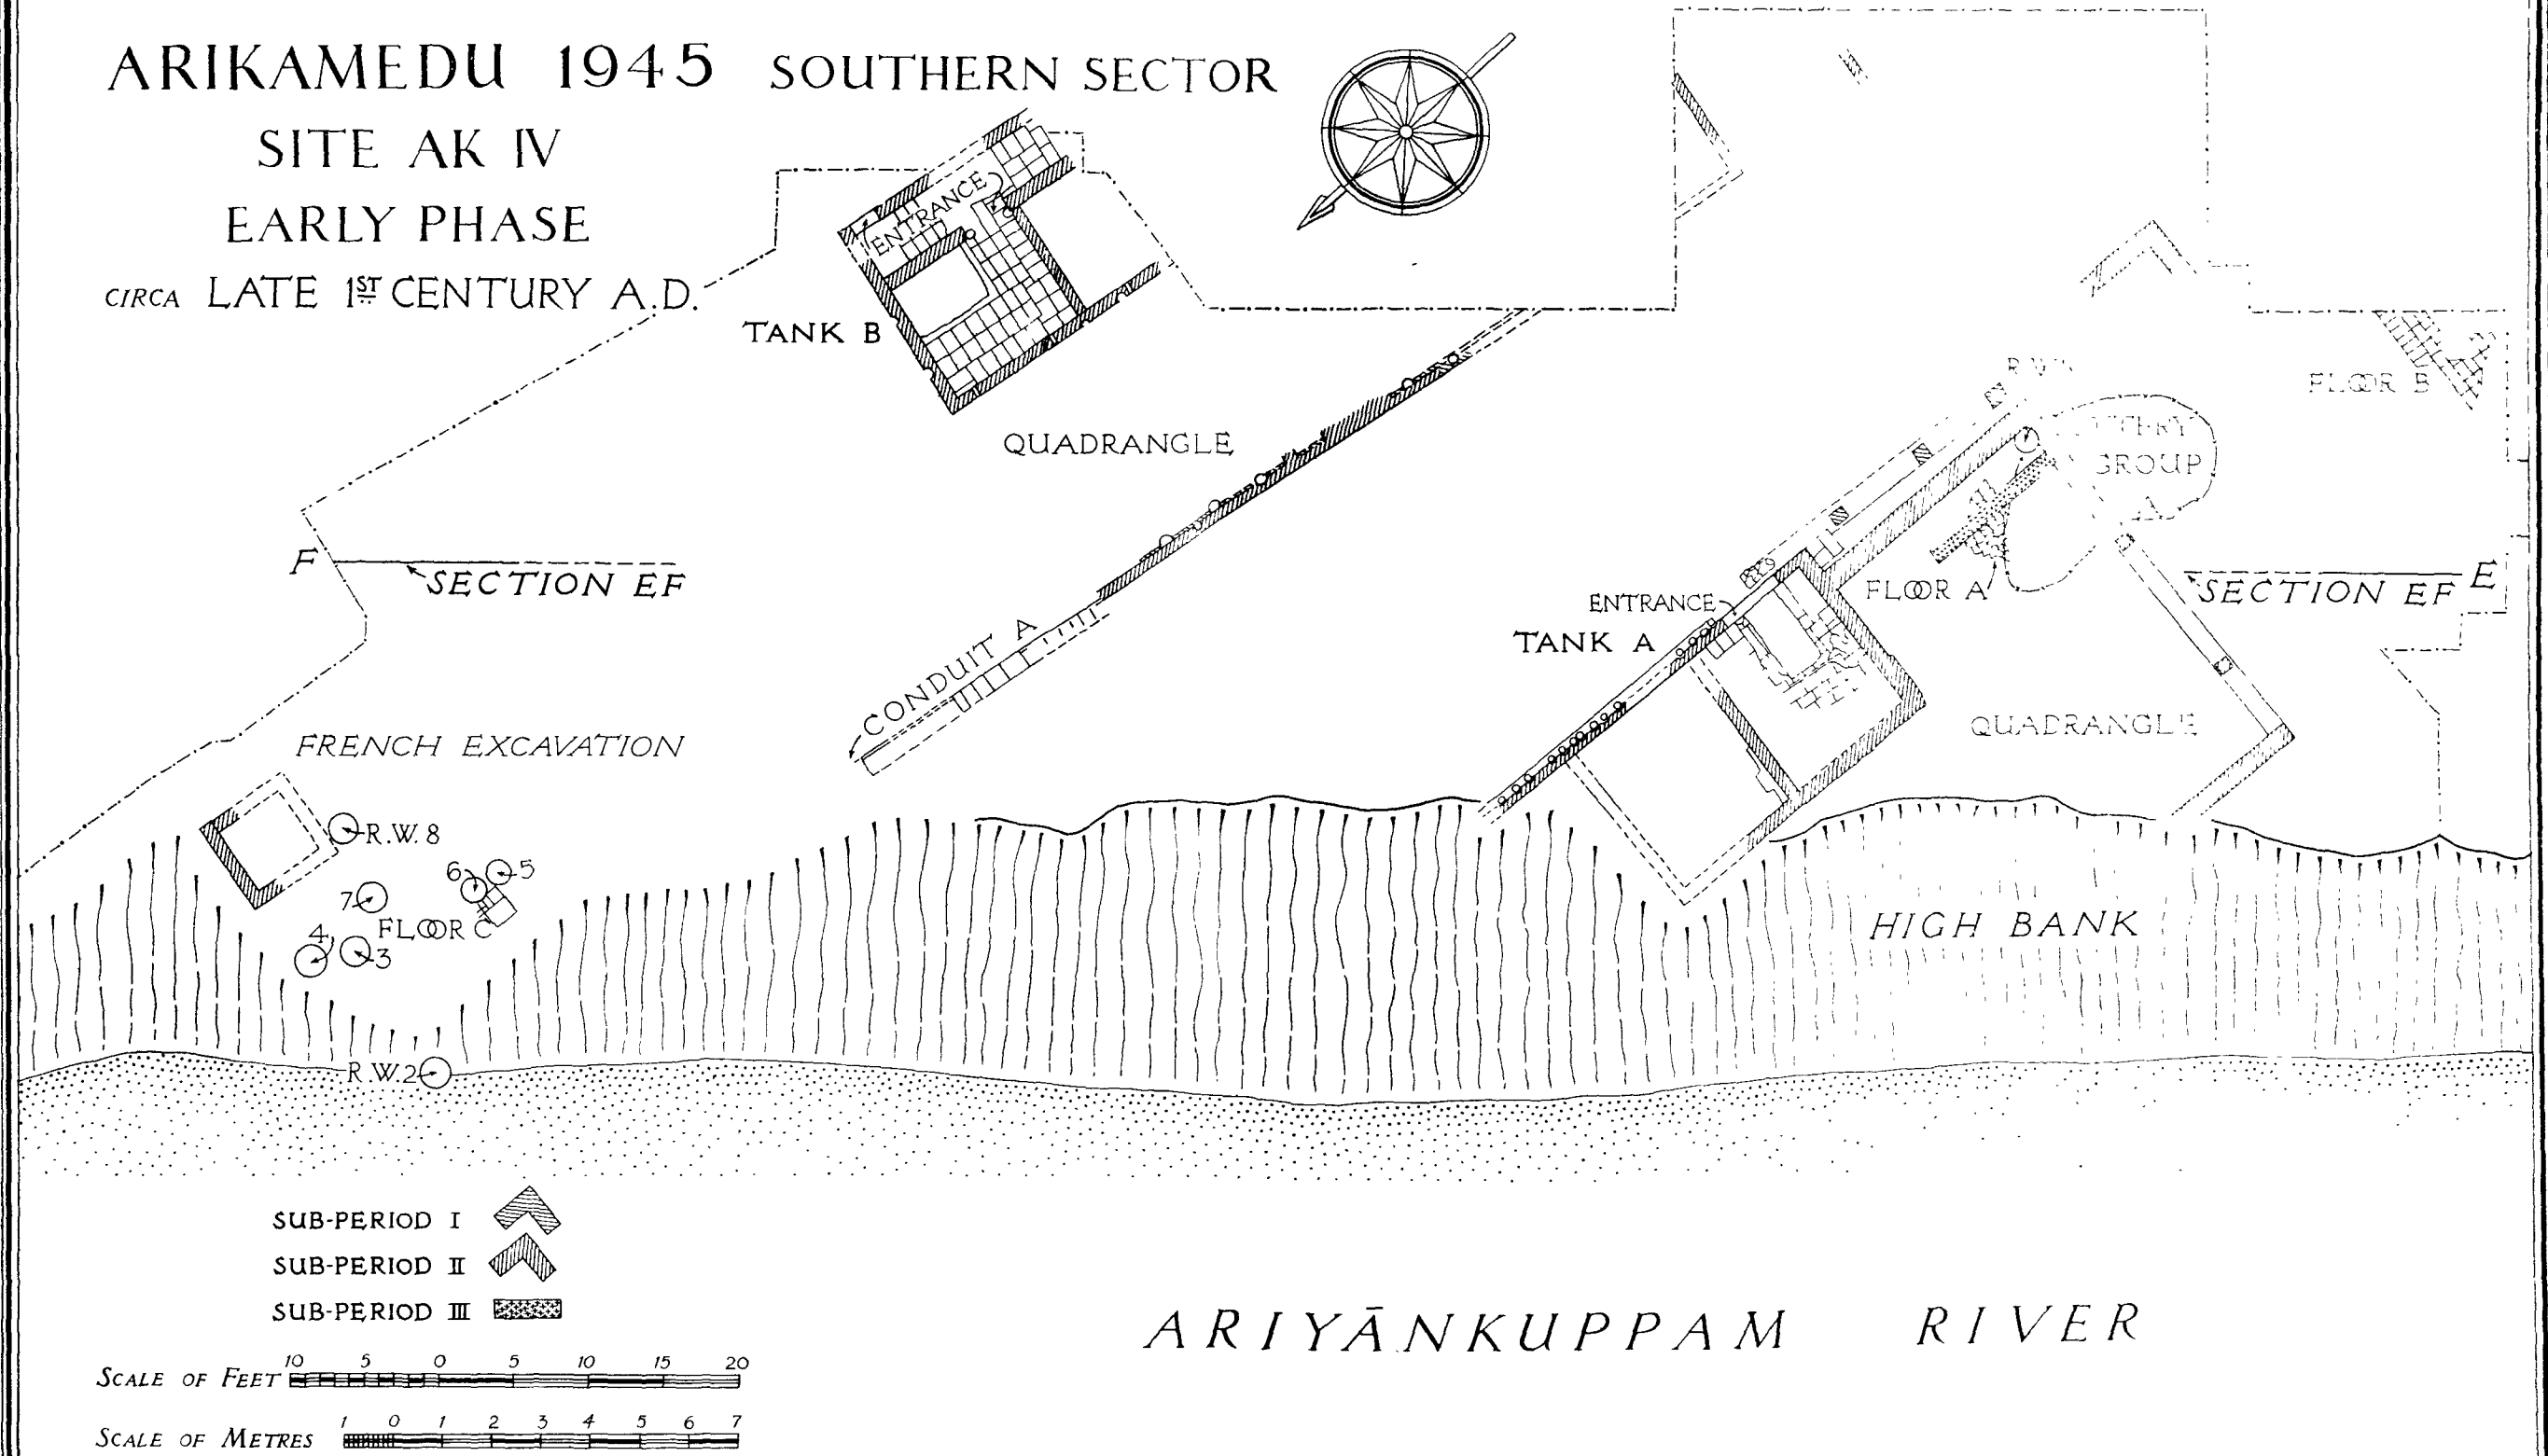 ARIKAMEDU 1945 SOUTHERN SECTOR
SITE AK IV
EARLY PHASE
CIRCA LATE 1ST CENTURY A.D.
ENTRANCE
TANK B
QUADRANGLE
FLOOR B
GROUP
F
SECTION EF
ENTRANCE
TANK A
FLOOR A
SECTION EF
E
CONDUIT A
FRENCH EXCAVATION
QUADRANGLE
R.W. 8
6
5
7
FLOOR C
4
3
HIGH BANK
R.W.2
SUB-PERIOD I
SUB-PERIOD II
SUB-PERIOD III
ARIYĀNKUPPAM RIVER
SCALE OF FEET 10 5 0 5 10 15 20
SCALE OF METRES 1 0 1 2 3 4 5 6 7